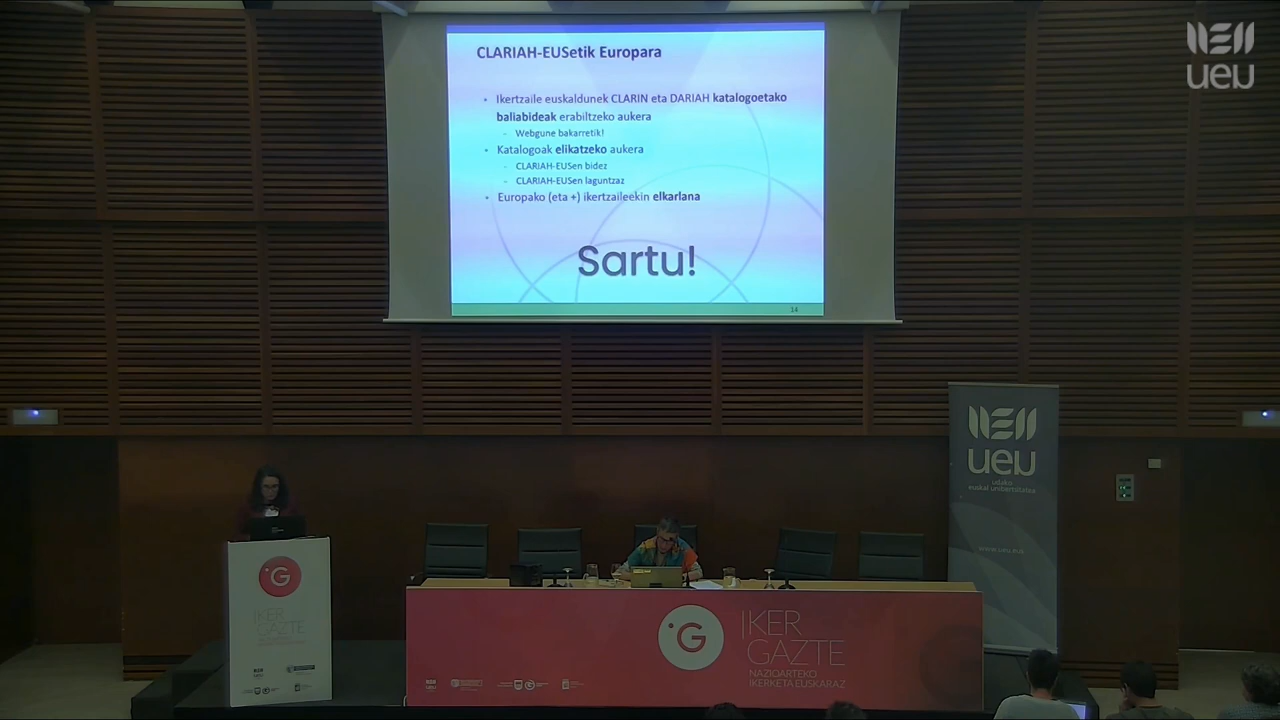 CLARIAH-EUSetik Europara
Ikertzaile euskaldunek CLARIN eta DARIAH katalogoetako
baliabideak erabiltzeko aukera
Webgune bakarretik!
Katalogoak elikatzeko aukera
CLARIAH-EUSen bidez
CLARIAH-EUSen laguntzaz
Europako (eta +) ikertzaileekin elkarlana
Sartu!
14
ueu
ueu
udako
euskal unibertsitatea
www.ueu.eus
G
IKER
GAZTE
G
IKER
GAZTE
NAZIOARTEKO
IKERKETA EUSKARAZ